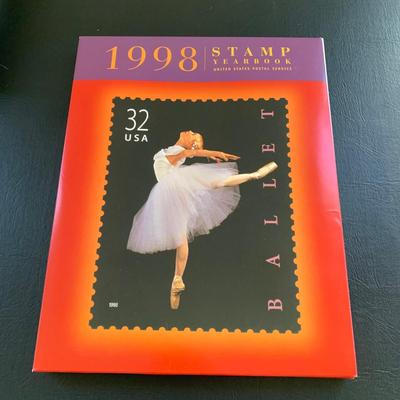 1998
STAMP
YEARBOOK
UNITED STATES POSTAL SERVICE
32
USA
BALLET
1998